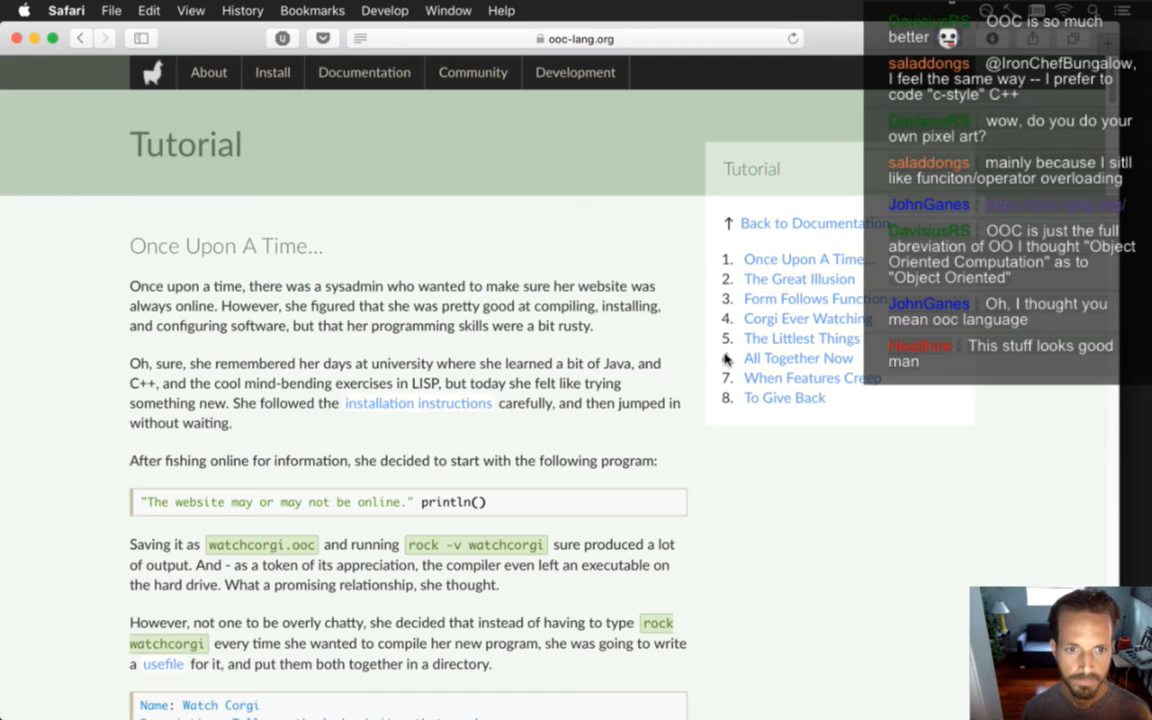 Safari File Edit View History Bookmarks Develop Window Help
ooc-lang.org
About Install Documentation Community Development
Tutorial
Once Upon A Time...
Once upon a time, there was a sysadmin who wanted to make sure her website was
always online. However, she figured that she was pretty good at compiling, installing,
and configuring software, but that her programming skills were a bit rusty.
Oh, sure, she remembered her days at university where she learned a bit of Java, and
C++, and the cool mind-bending exercises in LISP, but today she felt like trying
something new. She followed the installation instructions carefully, and then jumped in
without waiting.
After fishing online for information, she decided to start with the following program:
"The website may or may not be online." println()
Saving it as watchcorgi.ooc and running rock -v watchcorgi sure produced a lot
of output. And - as a token of its appreciation, the compiler even left an executable on
the hard drive. What a promising relationship, she thought.
However, not one to be overly chatty, she decided that instead of having to type rock
watchcorgi every time she wanted to compile her new program, she was going to write
a usefile for it, and put them both together in a directory.
Name: Watch Corgi
Tutorial
↑ Back to Documentation
1. Once Upon A Time...
2. The Great Illusion
3. Form Follows Function
4. Corgi Ever Watching
5. The Littlest Things
All Together Now
7. When Features Creep
8. To Give Back
DavisiusRS OOC is so much
better
saladdongs @IronChefBungalow,
I feel the same way -- I prefer to
code "c-style" C++
DavisiusRS wow, do you do your
own pixel art?
saladdongs mainly because I sitll
like funciton/operator overloading
JohnGanes :
DavisiusRS OOC is just the full
abreviation of OO I thought "Object
Oriented Computation" as to
"Object Oriented"
JohnGanes : Oh, I thought you
mean ooc language
Healthire : This stuff looks good
man